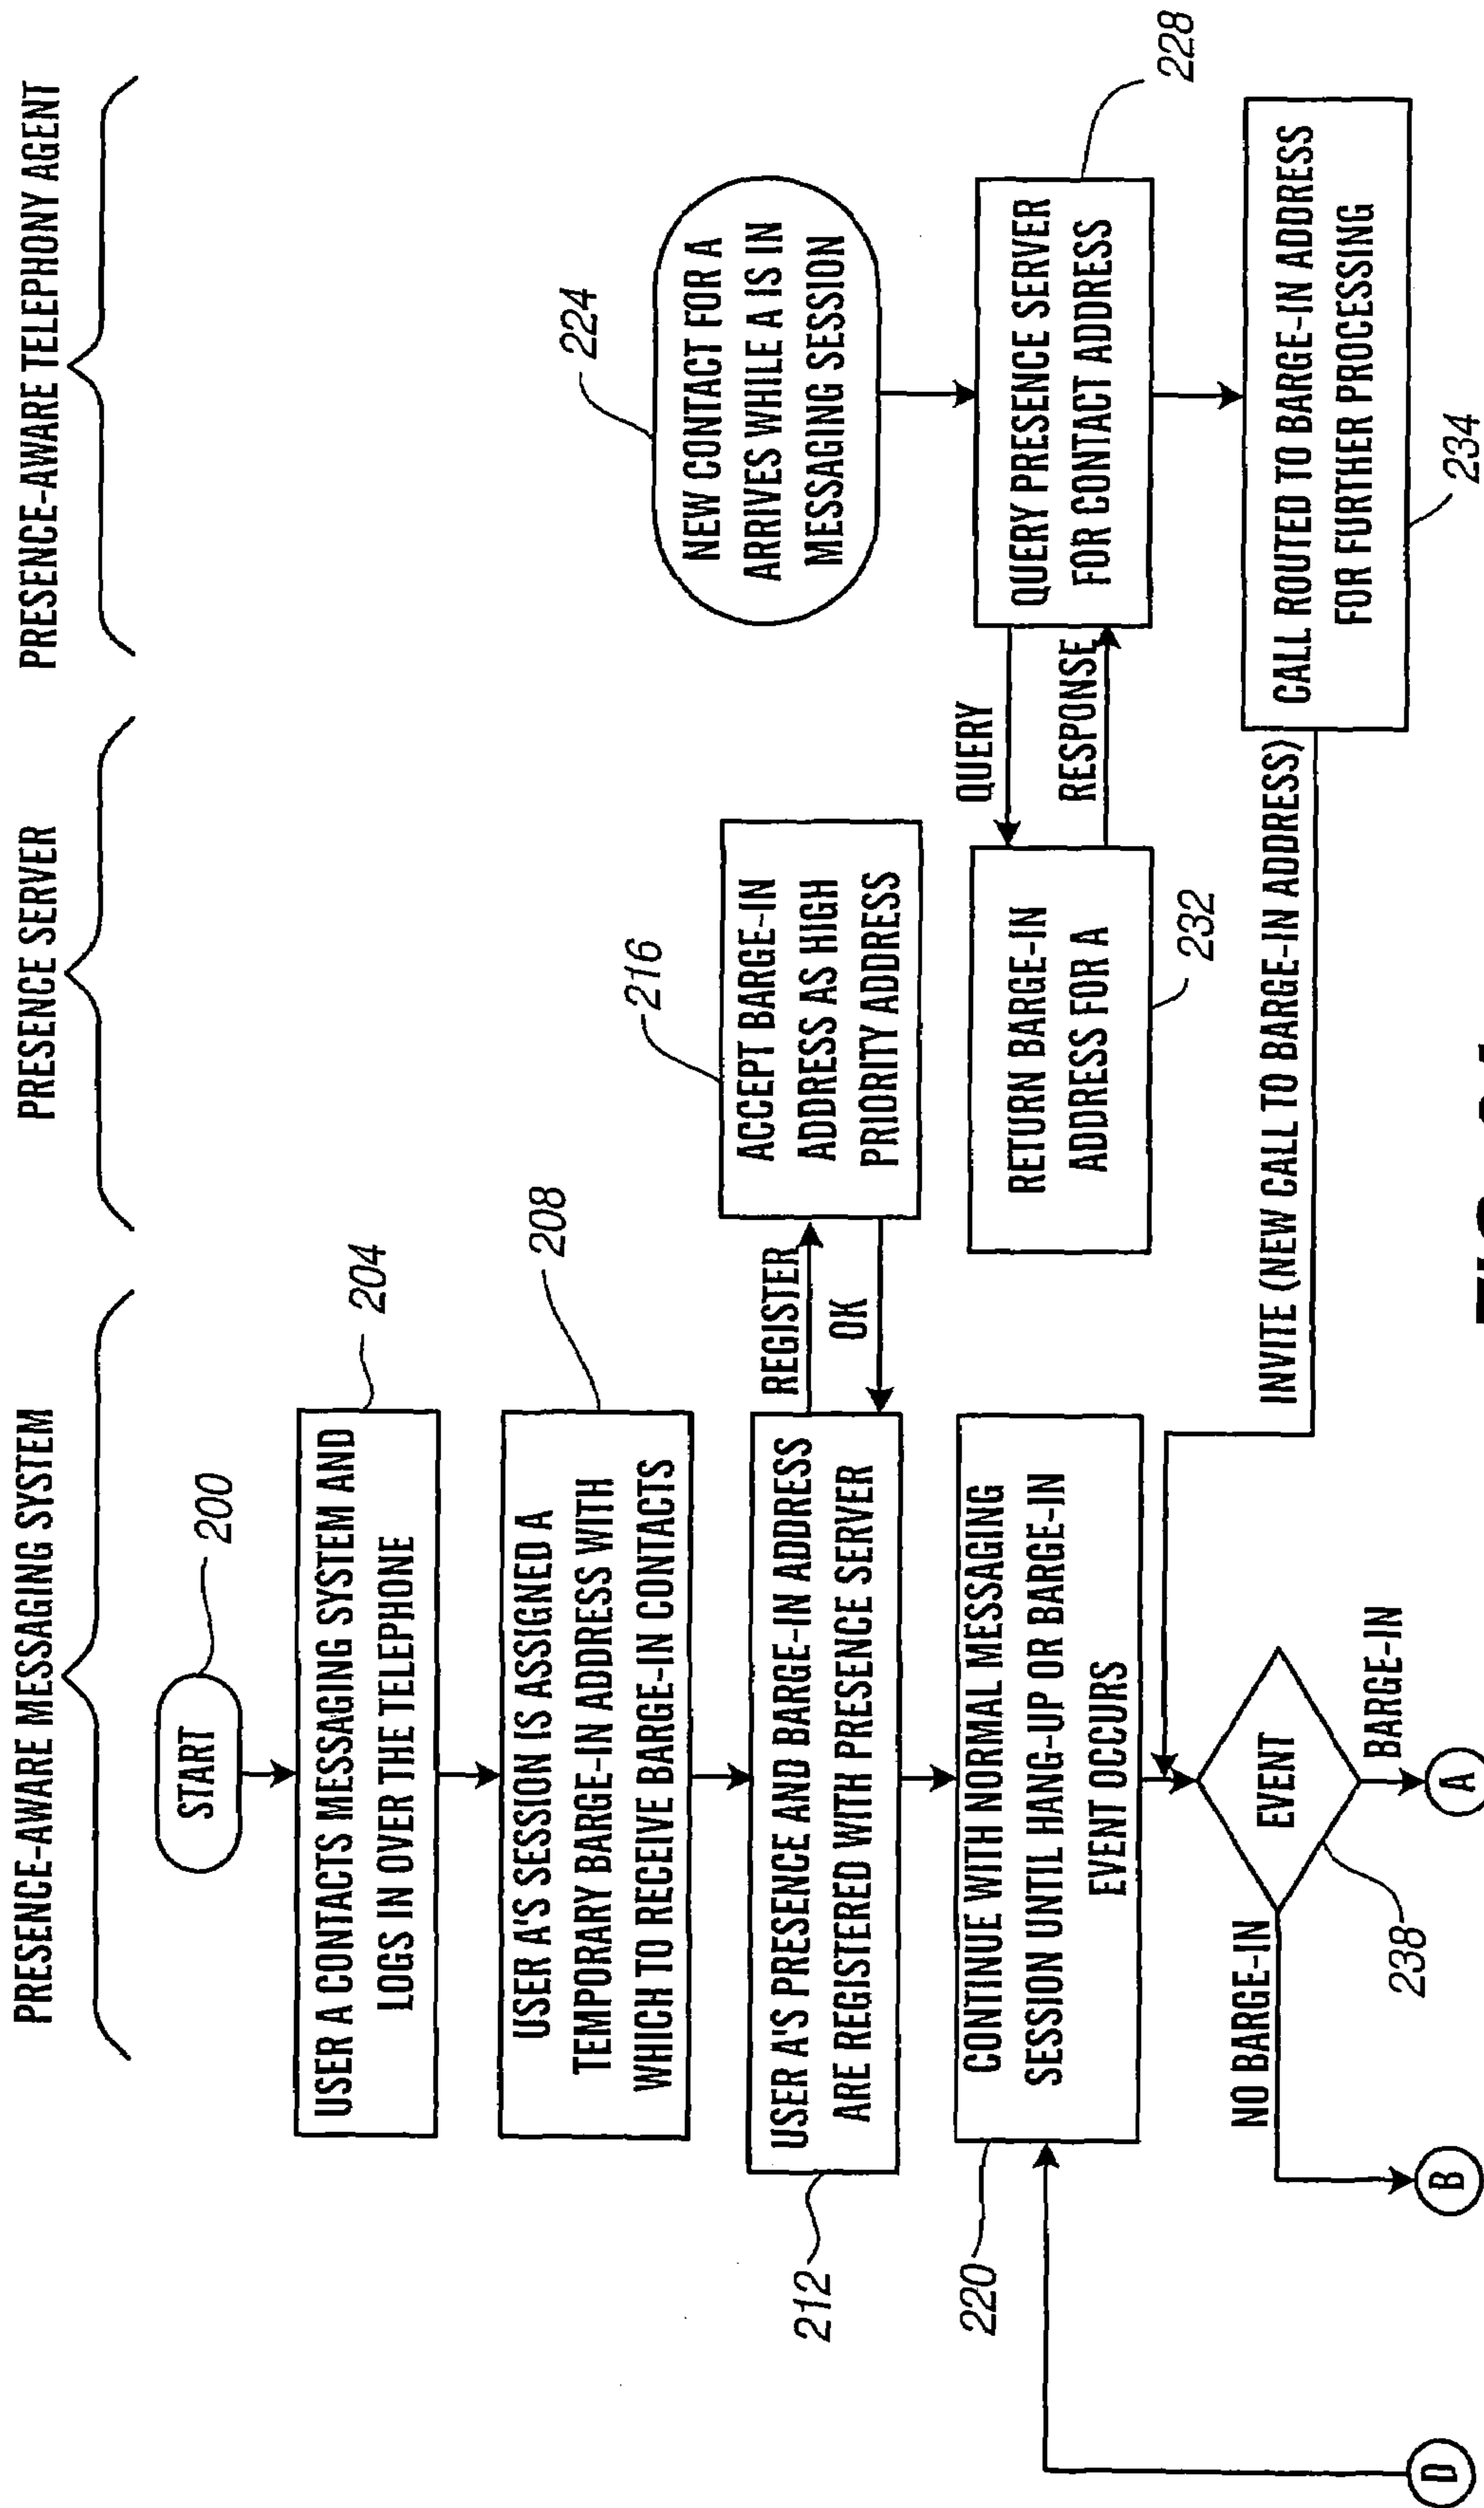 PRESENCE-AWARE MESSAGING SYSTEM
PRESENCE SERVER
PRESENCE-AWARE TELEPHONY AGENT
START
200
USER A CONTACTS MESSAGING SYSTEM AND
LOGS IN OVER THE TELEPHONE
204
USER A'S SESSION IS ASSIGNED A
TEMPORARY BARGE-IN ADDRESS WITH
WHICH TO RECEIVE BARGE-IN CONTACTS
208
USER A'S PRESENCE AND BARGE-IN ADDRESS
ARE REGISTERED WITH PRESENCE SERVER
212
REGISTER
OK
ACCEPT BARGE-IN
ADDRESS AS HIGH
PRIORITY ADDRESS
216
NEW CONTACT FOR A
ARRIVES WHILE A IS IN
MESSAGING SESSION
224
CONTINUE WITH NORMAL MESSAGING
SESSION UNTIL HANG-UP OR BARGE-IN
EVENT OCCURS
220
RETURN BARGE-IN
ADDRESS FOR A
232
QUERY
RESPONSE
QUERY PRESENCE SERVER
FOR CONTACT ADDRESS
228
INVITE (NEW CALL TO BARGE-IN ADDRESS)
CALL ROUTED TO BARGE-IN ADDRESS
FOR FURTHER PROCESSING
234
EVENT
238
NO BARGE-IN
BARGE-IN
D
B
A